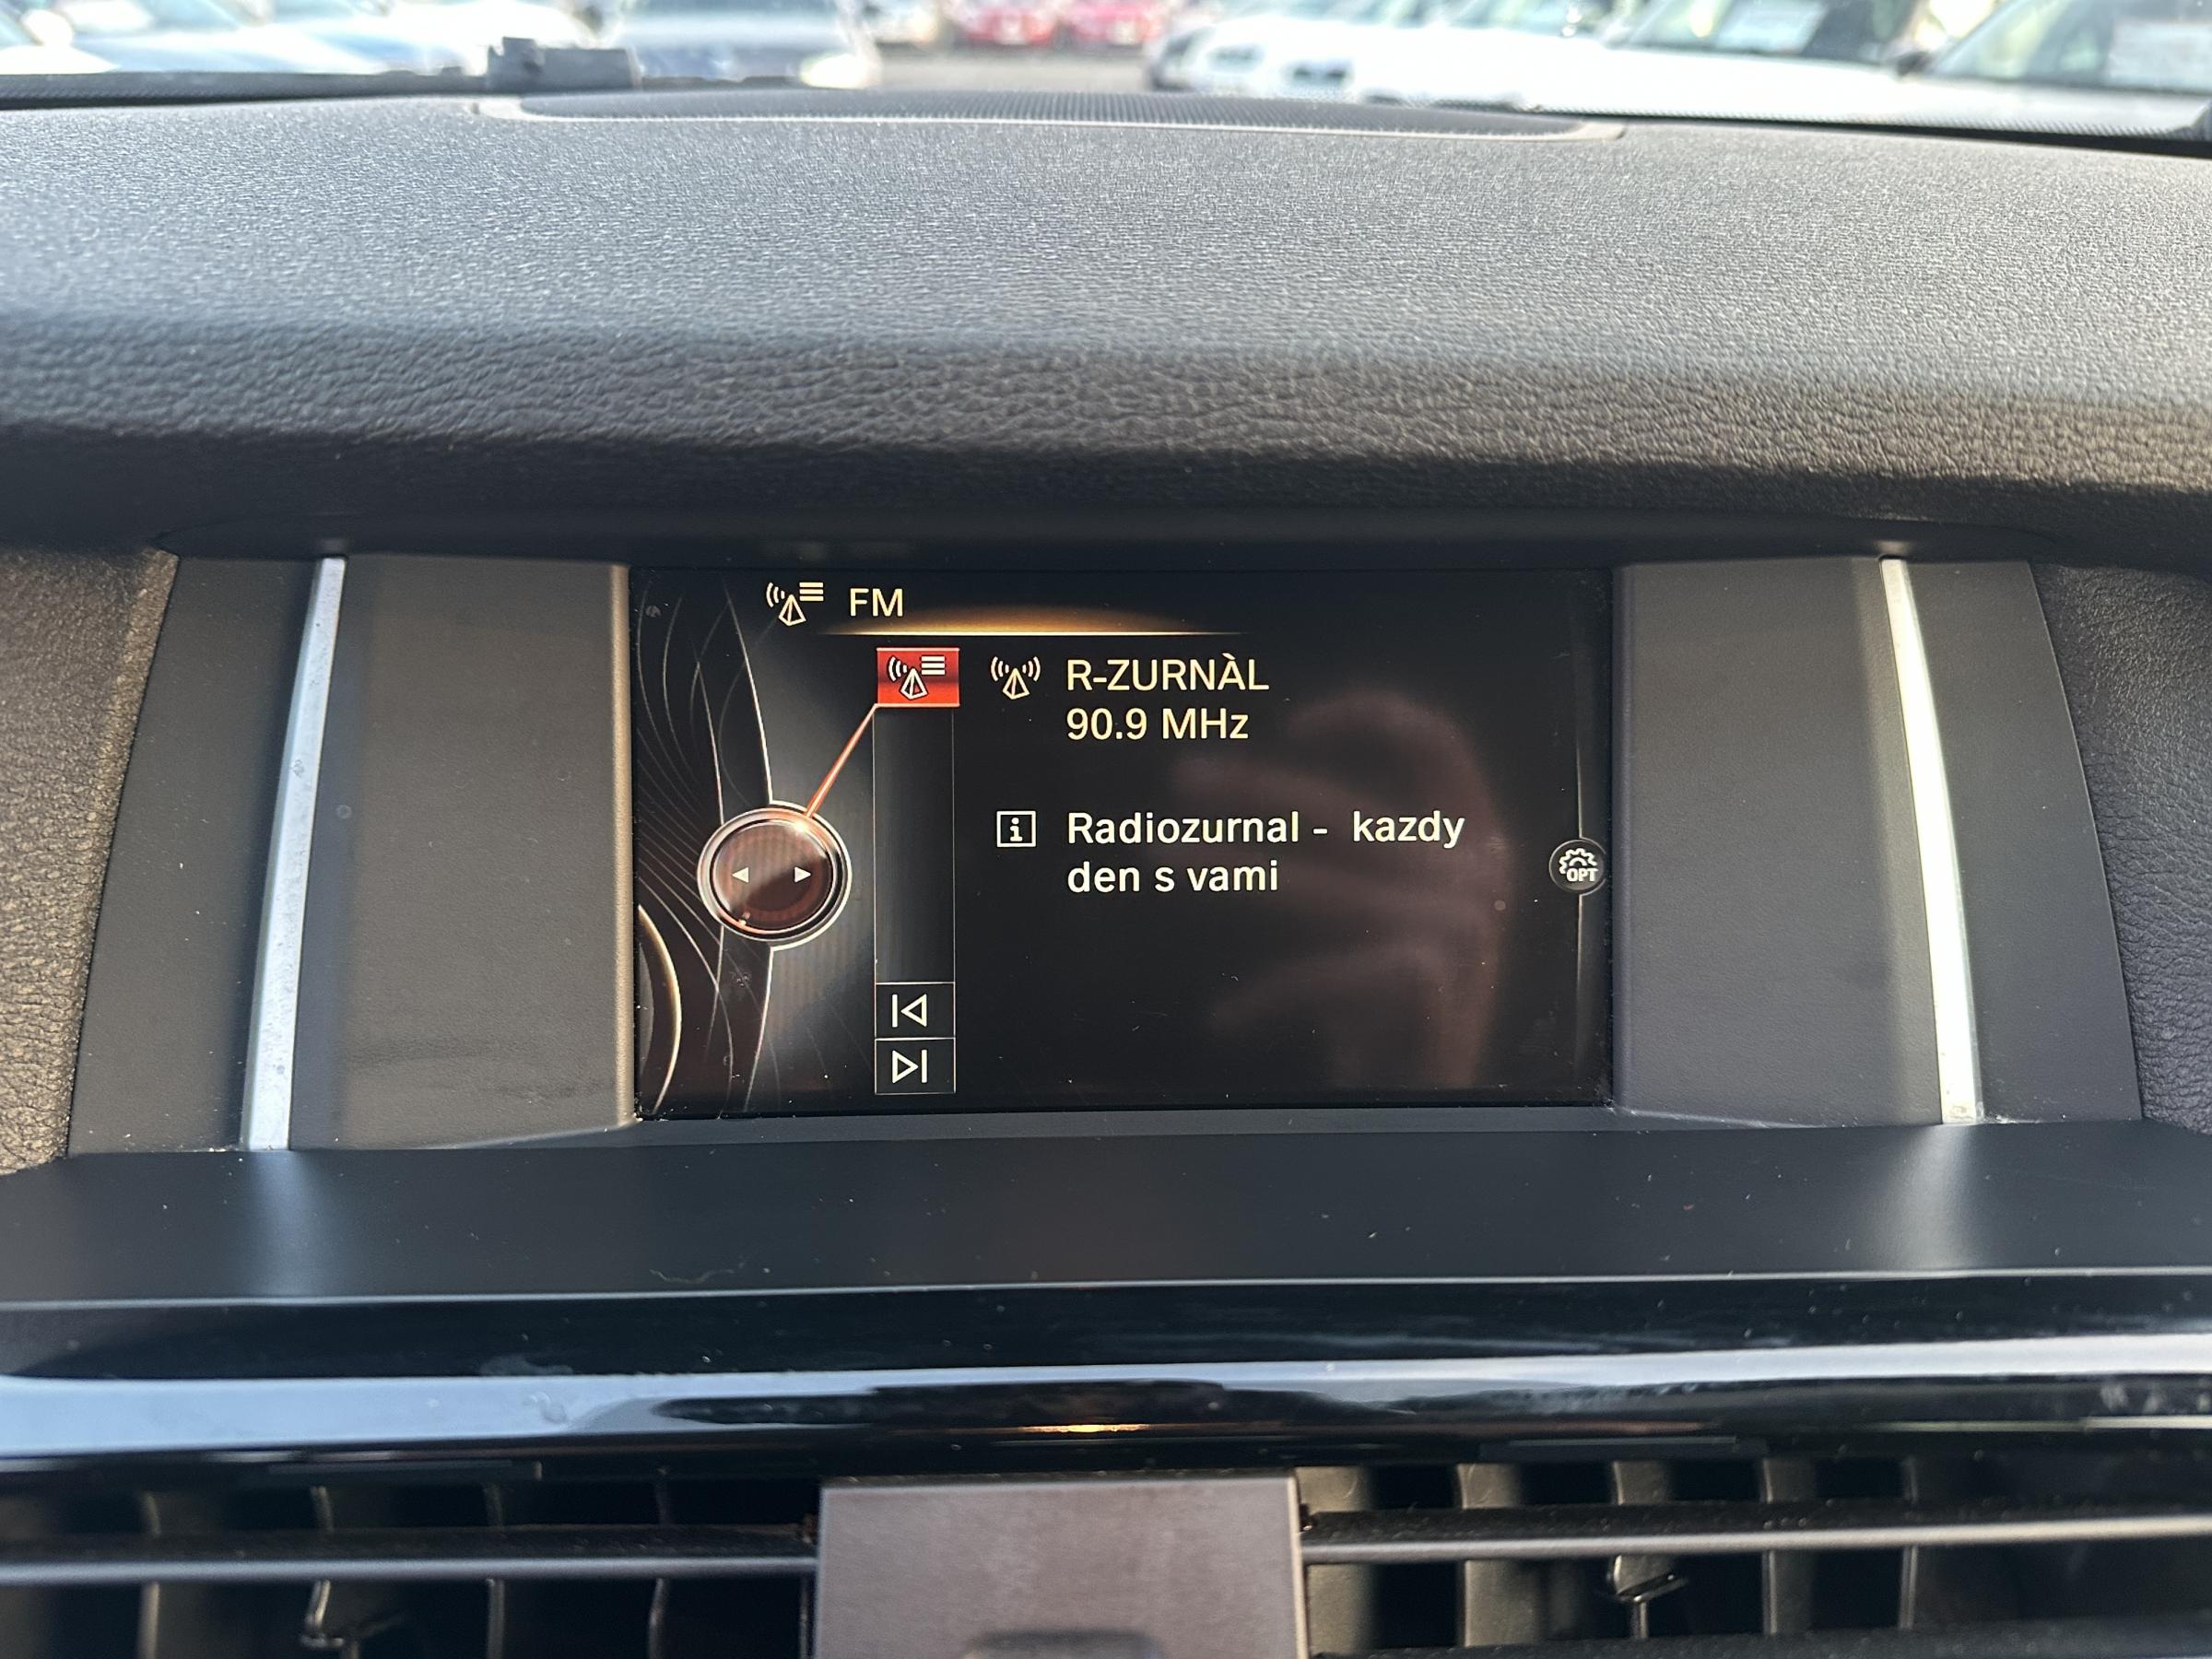 FM
R-ZURNÀL
90.9 MHz
Radiozurnal - kazdy
den s vami
OPT